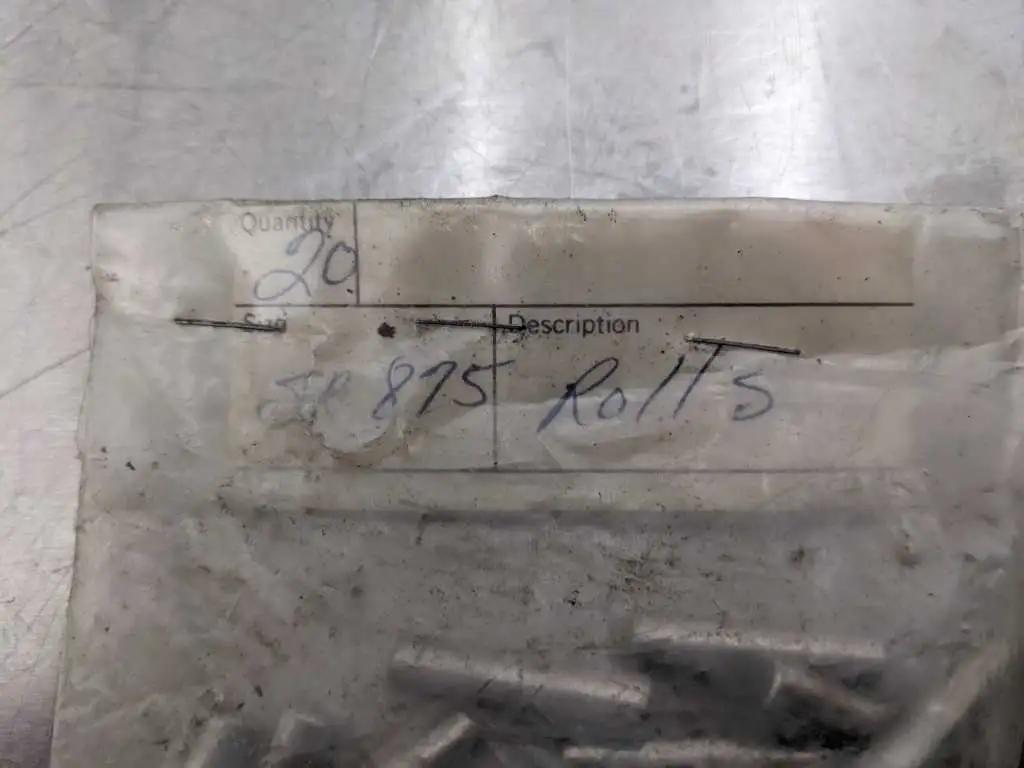 Quantity
20
Description
875 Rolls